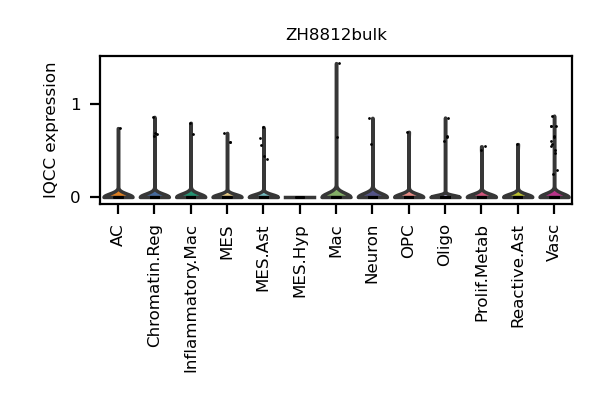 ZH8812bulk
IQCC expression
1
0
AC
Chromatin.Reg
Inflammatory.Mac
MES
MES.Ast
MES.Hyp
Mac
Neuron
OPC
Oligo
Prolif.Metab
Reactive.Ast
Vasc